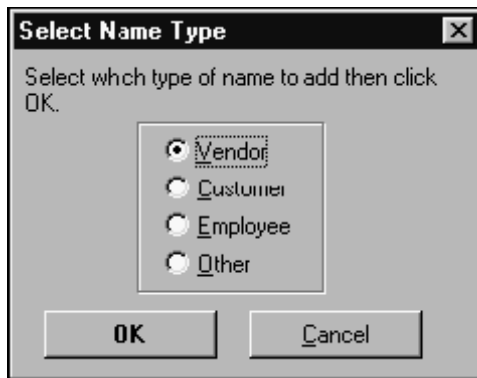 Select Name Type
Select whch type of name to add then click
OK.
Vendor
Customer
Employee
Other
OK Cancel